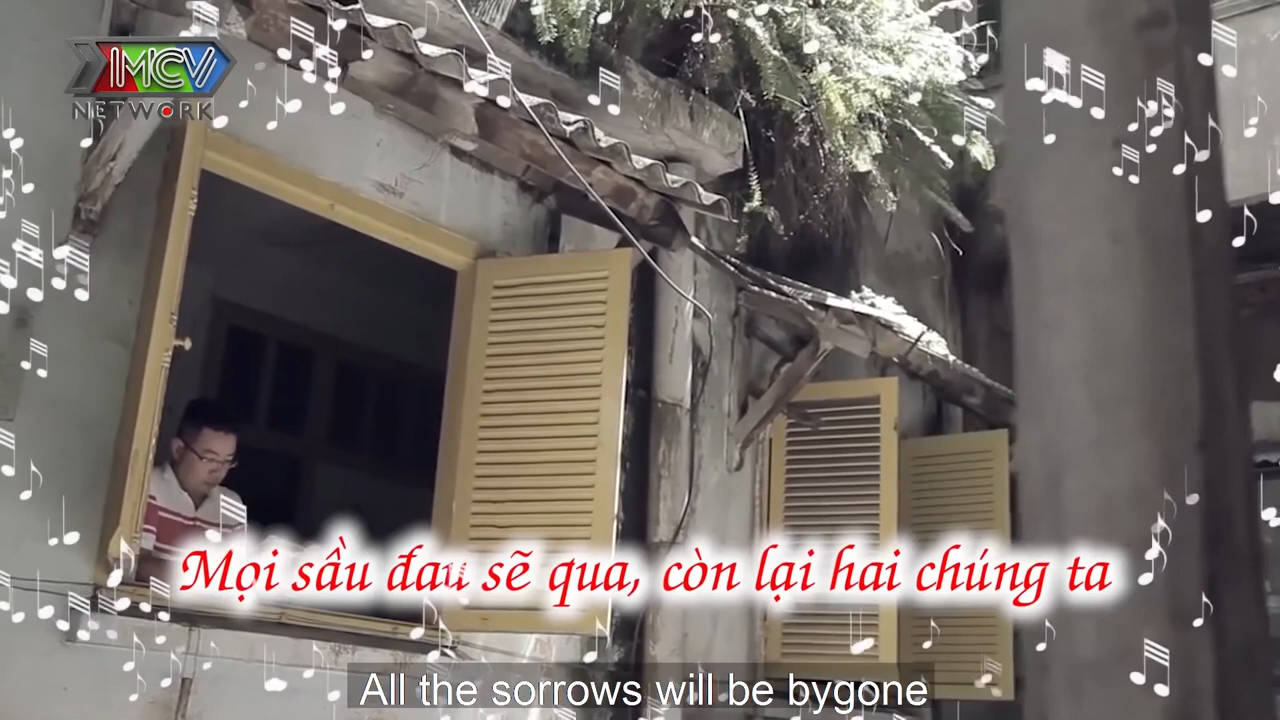 MCV
NETWORK
Mọi sầu đau sẽ qua, còn lại hai chúng ta
All the sorrows will be bygone